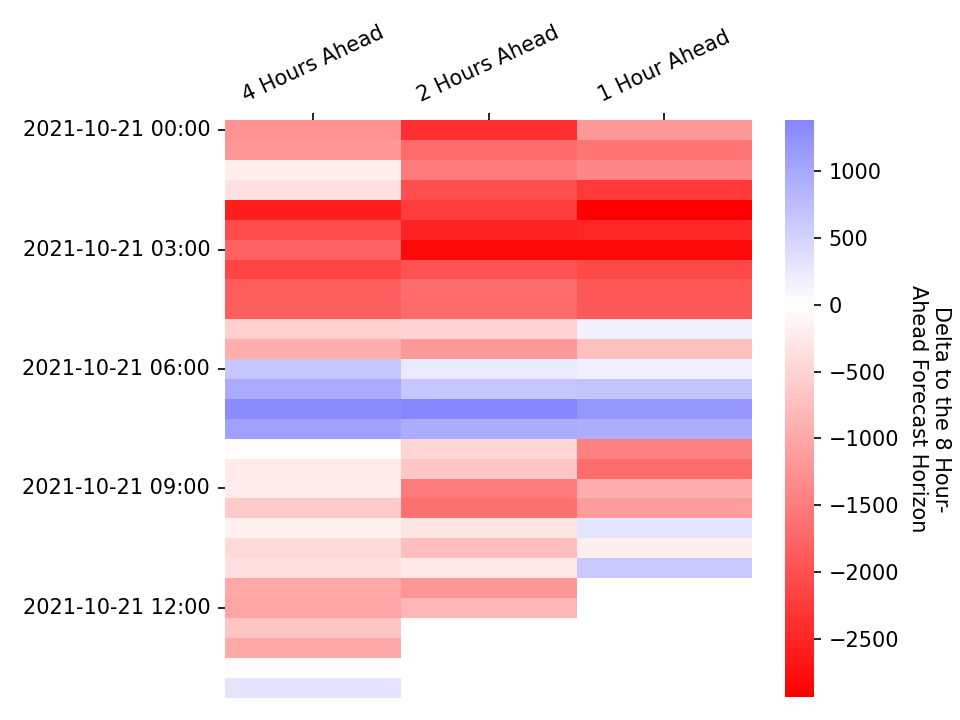 4 Hours Ahead
2 Hours Ahead
1 Hour Ahead
2021-10-21 00:00
2021-10-21 03:00
2021-10-21 06:00
2021-10-21 09:00
2021-10-21 12:00
1000
500
0
−500
−1000
−1500
−2000
−2500
Delta to the 8 Hour-
Ahead Forecast Horizon